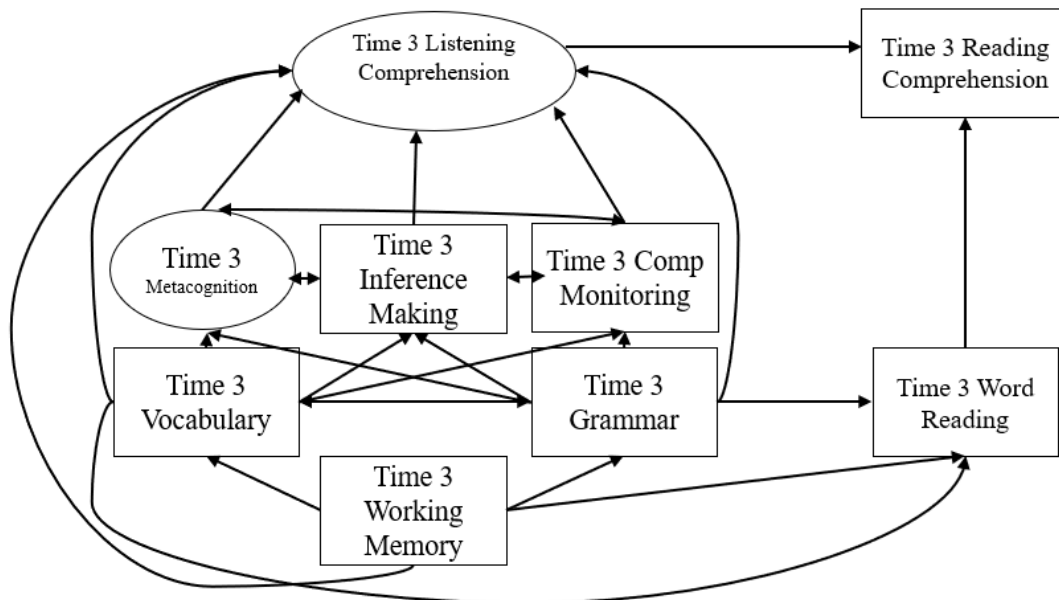 Time 3 Listening
Comprehension
Time 3 Reading
Comprehension
Time 3
Metacognition
Time 3
Inference
Making
Time 3 Comp
Monitoring
Time 3
Vocabulary
Time 3
Grammar
Time 3 Word
Reading
Time 3
Working
Memory